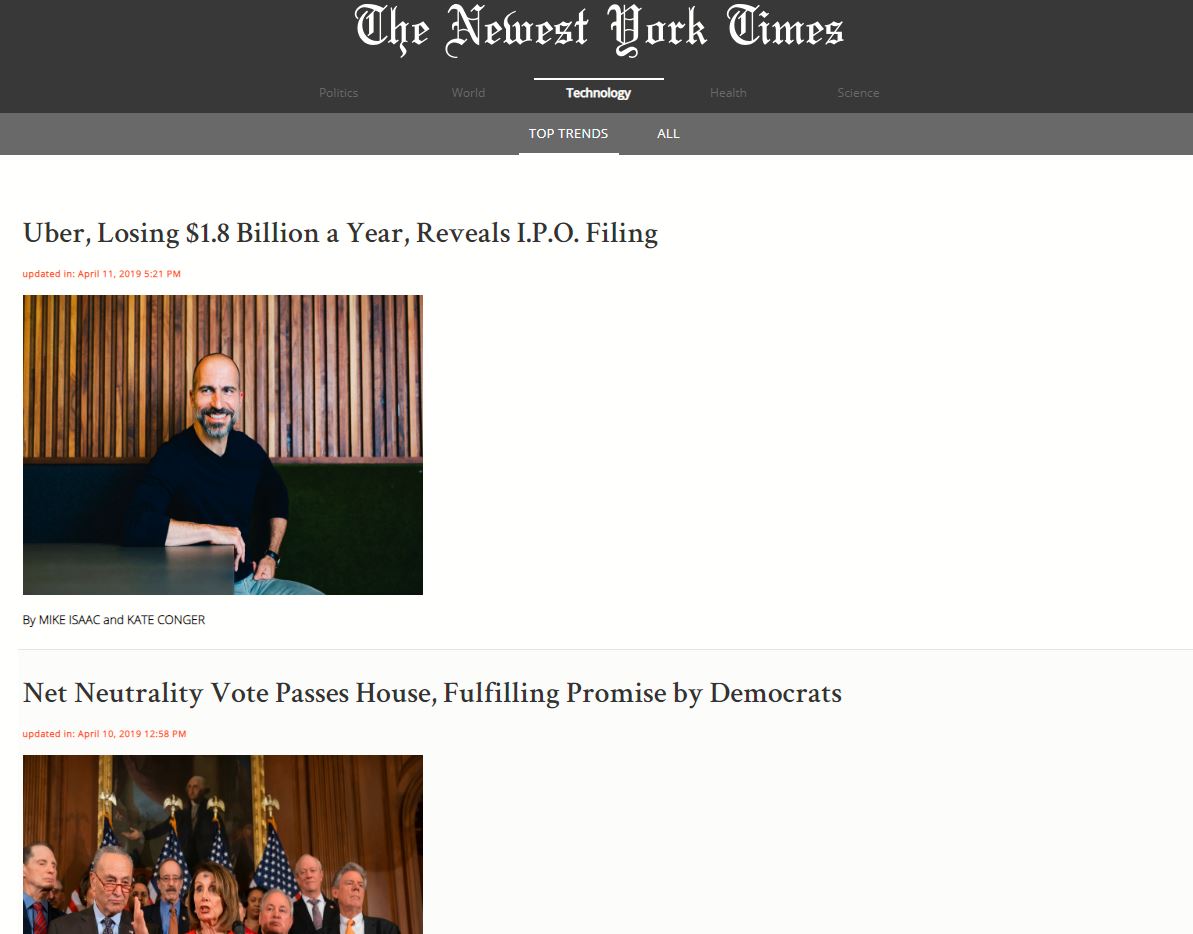 The Newest York Times
Politics World Technology Health Science
TOP TRENDS ALL
Uber, Losing $1.8 Billion a Year, Reveals I.P.O. Filing
updated in: April 11, 2019 5:21 PM
By MIKE ISAAC and KATE CONGER
Net Neutrality Vote Passes House, Fulfilling Promise by Democrats
updated in: April 10, 2019 12:58 PM